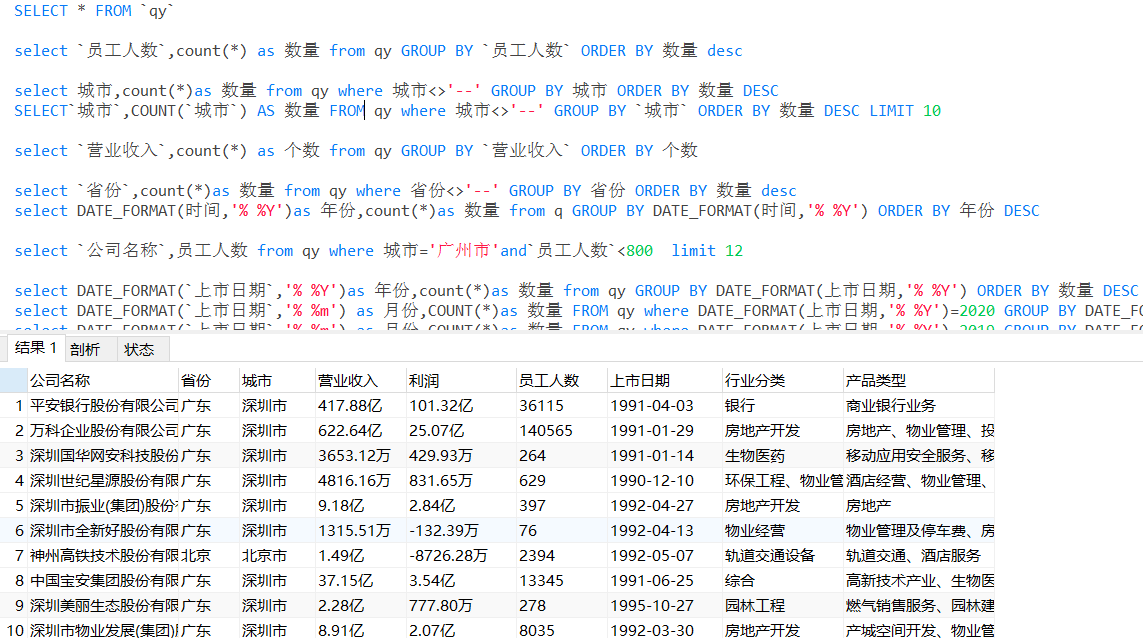 SELECT * FROM `qy`
select `员工人数`,count(*) as 数量 from qy GROUP BY `员工人数` ORDER BY 数量 desc
select 城市,count(*)as 数量 from qy where 城市<>'--' GROUP BY 城市 ORDER BY 数量 DESC
SELECT`城市`,COUNT(`城市`) AS 数量 FROM qy where 城市<>'--' GROUP BY `城市` ORDER BY 数量 DESC LIMIT 10
select `营业收入`,count(*) as 个数 from qy GROUP BY `营业收入` ORDER BY 个数
select `省份`,count(*)as 数量 from qy where 省份<>'--' GROUP BY 省份 ORDER BY 数量 desc
select DATE_FORMAT(时间,'% %Y')as 年份,count(*)as 数量 from q GROUP BY DATE_FORMAT(时间,'% %Y') ORDER BY 年份 DESC
select `公司名称`,员工人数 from qy where 城市='广州市'and`员工人数`<800 limit 12
select DATE_FORMAT(`上市日期`,'% %Y')as 年份,count(*)as 数量 from qy GROUP BY DATE_FORMAT(上市日期,'% %Y') ORDER BY 数量 DESC
select DATE_FORMAT(`上市日期`,'% %m') as 月份,COUNT(*)as 数量 FROM qy where DATE_FORMAT(上市日期,'% %Y')=2020 GROUP BY DATE_FO
select DATE_FORMAT(`上市日期`,'% %m') as 月份,COUNT(*)as 数量 FROM qy where DATE_FORMAT(上市日期,'% %Y')=2019 GROUP BY DATE_FO
结果 1 剖析 状态
公司名称 省份 城市 营业收入 利润 员工人数 上市日期 行业分类 产品类型
1 平安银行股份有限公司 广东 深圳市 417.88亿 101.32亿 36115 1991-04-03 银行 商业银行业务
2 万科企业股份有限公司 广东 深圳市 622.64亿 25.07亿 140565 1991-01-29 房地产开发 房地产、物业管理、投
3 深圳国华网安科技股份 广东 深圳市 3653.12万 429.93万 264 1991-01-14 生物医药 移动应用安全服务、移
4 深圳世纪星源股份有限 广东 深圳市 4816.16万 831.65万 629 1990-12-10 环保工程、物业管 酒店经营、物业管理、
5 深圳市振业(集团)股份 广东 深圳市 9.18亿 2.84亿 397 1992-04-27 房地产开发 房地产
6 深圳市全新好股份有限 广东 深圳市 1315.51万 -132.39万 76 1992-04-13 物业经营 物业管理及停车费、房
7 神州高铁技术股份有限 北京 北京市 1.49亿 -8726.28万 2394 1992-05-07 轨道交通设备 轨道交通、酒店服务
8 中国宝安集团股份有限 广东 深圳市 37.15亿 3.54亿 13345 1991-06-25 综合 高新技术产业、生物医
9 深圳美丽生态股份有限 广东 深圳市 2.28亿 777.80万 278 1995-10-27 园林工程 燃气销售服务、园林建
10 深圳市物业发展(集团) 广东 深圳市 8.91亿 2.07亿 8035 1992-03-30 房地产开发 产城空间开发、物业管